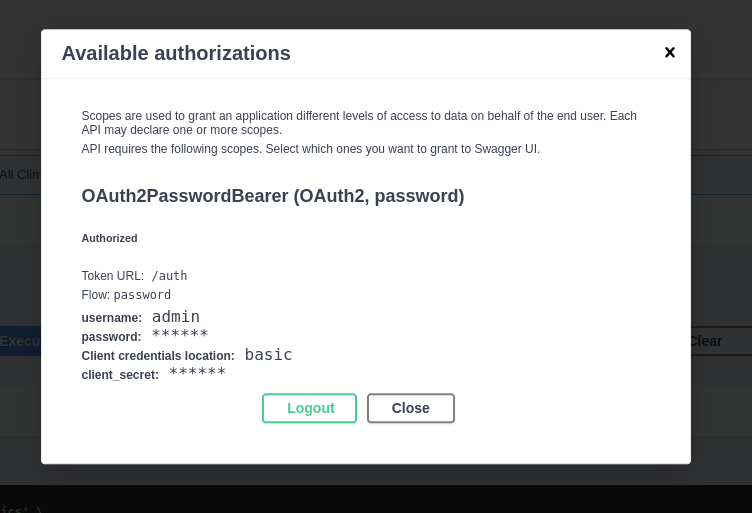 Available authorizations
Scopes are used to grant an application different levels of access to data on behalf of the end user. Each
API may declare one or more scopes.
API requires the following scopes. Select which ones you want to grant to Swagger UI.
All Clim
OAuth2PasswordBearer (OAuth2, password)
Authorized
Token URL: /auth
Flow: password
username: admin
password: ******
Execu
Clear
Client credentials location: basic
client_secret: ******
Logout
Close
ics' \